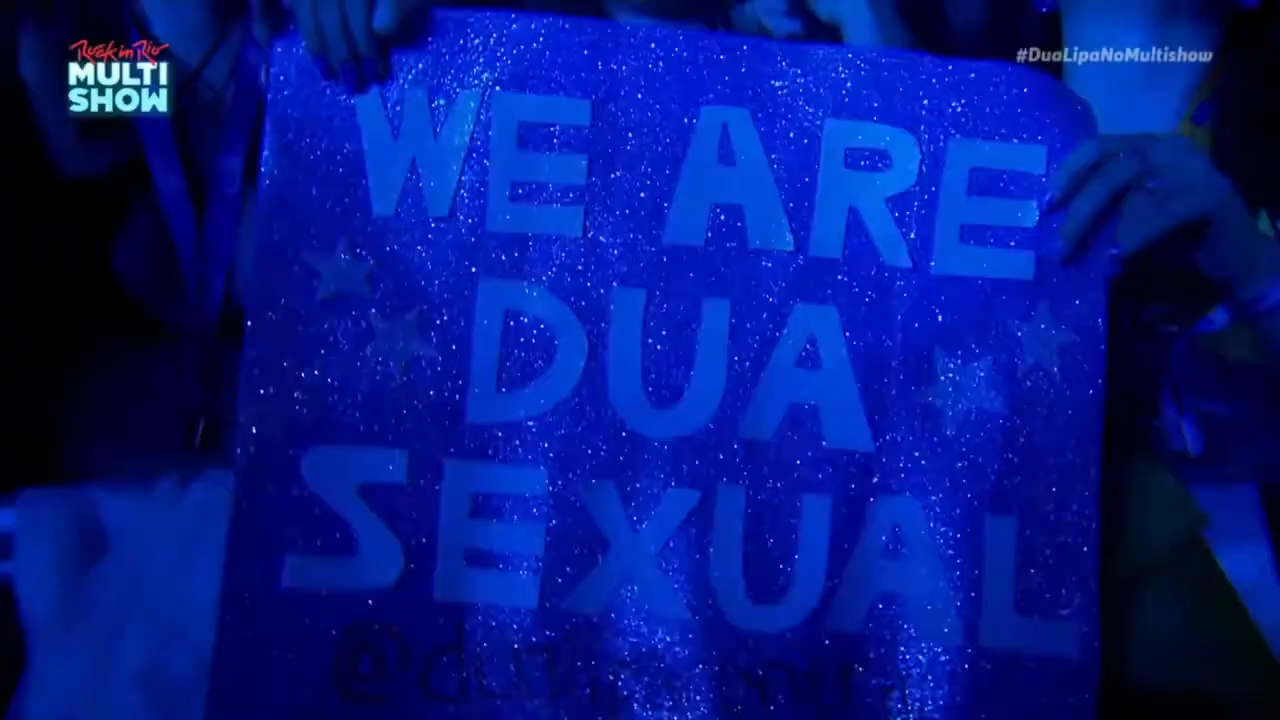 Rock in Rio
MULTI
SHOW
#DuaLipaNoMultishow
WE ARE
DUA
SEXUAL